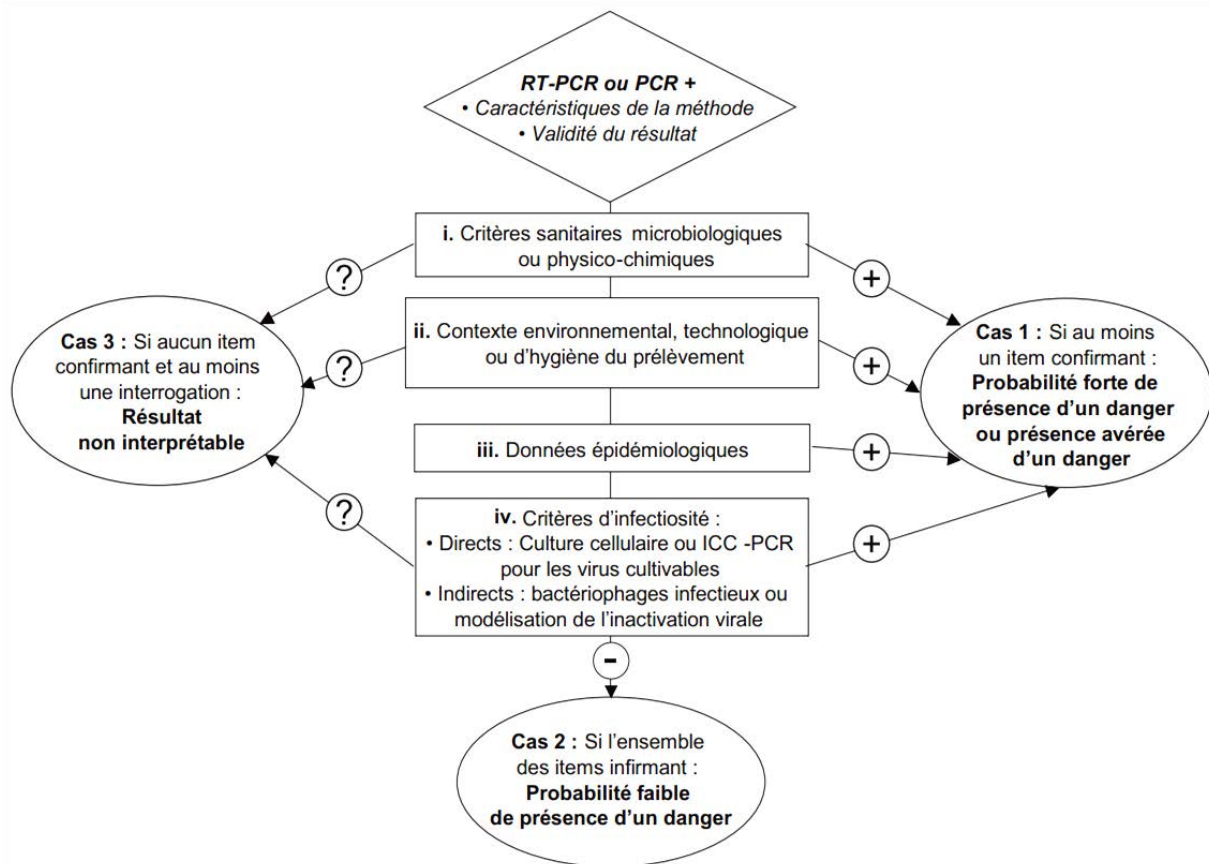 RT-PCR ou PCR +
• Caractéristiques de la méthode
• Validité du résultat
i. Critères sanitaires microbiologiques
ou physico-chimiques
?
+
ii. Contexte environnemental, technologique
ou d'hygiène du prélèvement
?
+
Cas 3 : Si aucun item
confirmant et au moins
une interrogation :
Résultat
non interprétable
Cas 1 : Si au moins
un item confirmant :
Probabilité forte de
présence d'un danger
ou présence avérée
d'un danger
iii. Données épidémiologiques
+
iv. Critères d'infectiosité :
• Directs : Culture cellulaire ou ICC -PCR
pour les virus cultivables
• Indirects : bactériophages infectieux ou
modélisation de l'inactivation virale
?
+
-
Cas 2 : Si l'ensemble
des items infirmant :
Probabilité faible
de présence d'un danger